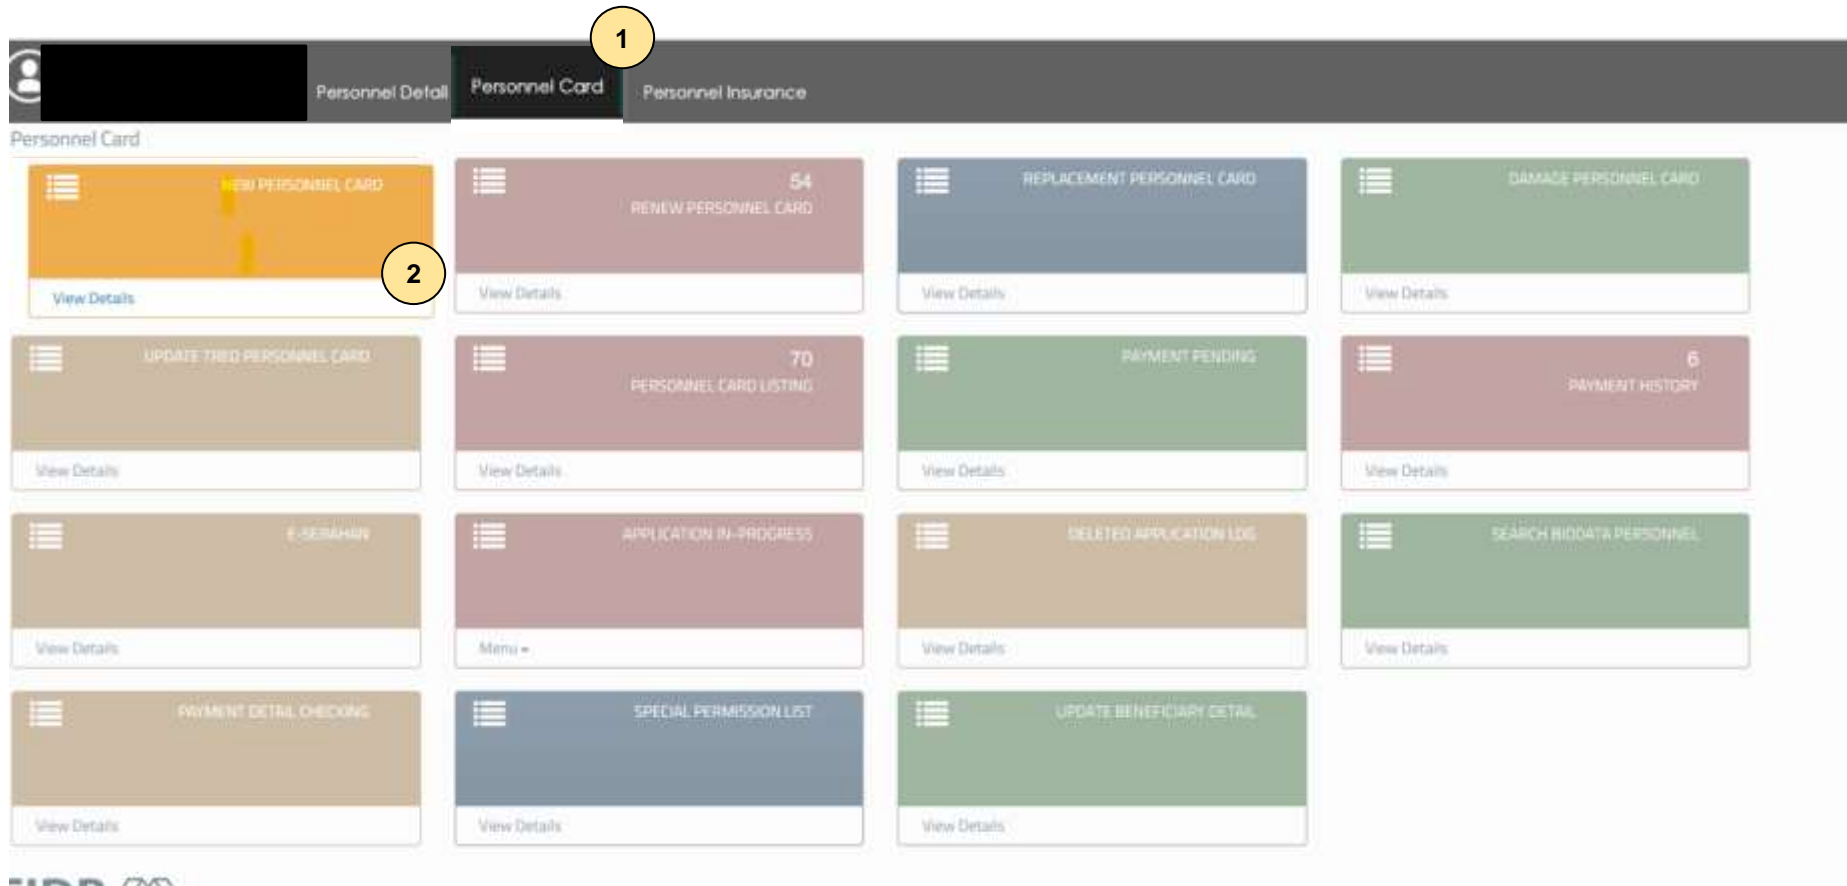 1
Personnel Detail
Personnel Card
Personnel Insurance
Personnel Card
NEW PERSONNEL CARD
2
View Details
54
RENEW PERSONNEL CARD
View Details
REPLACEMENT PERSONNEL CARD
View Details
DAMAGE PERSONNEL CARD
View Details
UPDATE TRED PERSONNEL CARD
View Details
70
PERSONNEL CARD LISTING
View Details
PAYMENT PENDING
View Details
6
PAYMENT HISTORY
View Details
E-SERAHAN
View Details
APPLICATION IN-PROGRESS
Menu
DELETED APPLICATION LOG
View Details
SEARCH BIODATA PERSONNEL
View Details
PAYMENT DETAIL CHECKING
View Details
SPECIAL PERMISSION LIST
View Details
UPDATE BENEFICIARY DETAIL
View Details